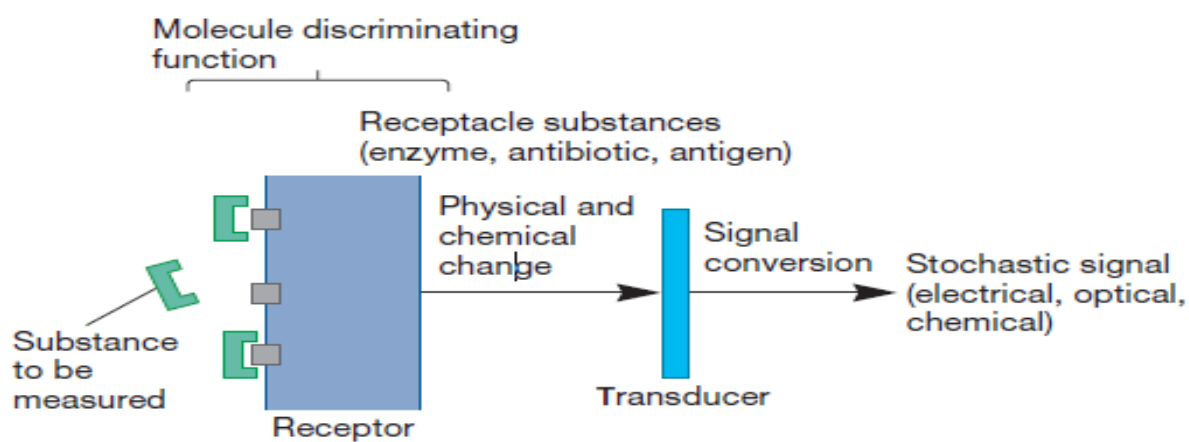 Molecule discriminating
function
Receptacle substances
(enzyme, antibiotic, antigen)
Physical and
chemical
change
Signal
conversion
Stochastic signal
(electrical, optical,
chemical)
Substance
to be
measured
Transducer
Receptor